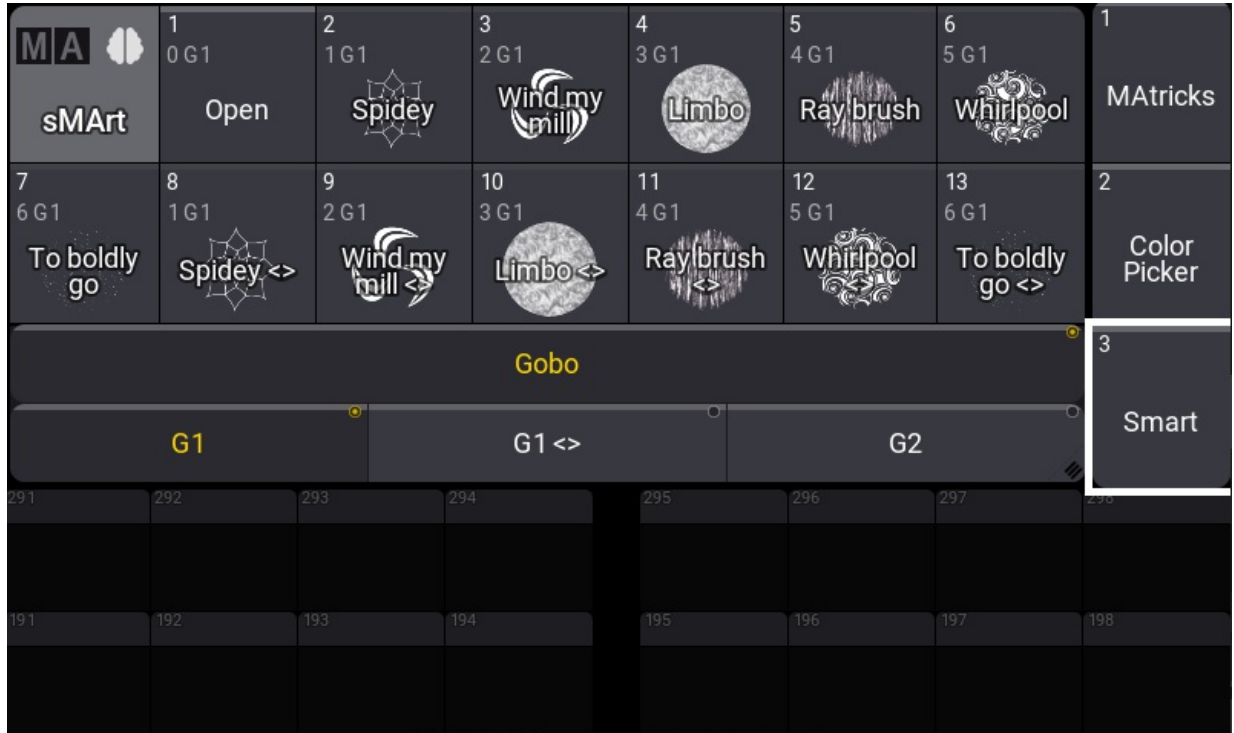 MA
sMArt
1
0 G1
Open
2
1 G1
Spidey
3
2 G1
Wind my
mill
4
3 G1
Limbo
5
4 G1
Ray brush
6
5 G1
Whirlpool
1
MAtricks
7
6 G1
To boldly
go
8
1 G1
Spidey <>
9
2 G1
Wind my
mill <>
10
3 G1
Limbo <>
11
4 G1
Ray brush
<>
12
5 G1
Whirlpool
<>
13
6 G1
To boldly
go <>
2
Color
Picker
Gobo
3
Smart
G1
G1 <>
G2
291 292 293 294 295 296 297 298
191 192 193 194 195 196 197 198